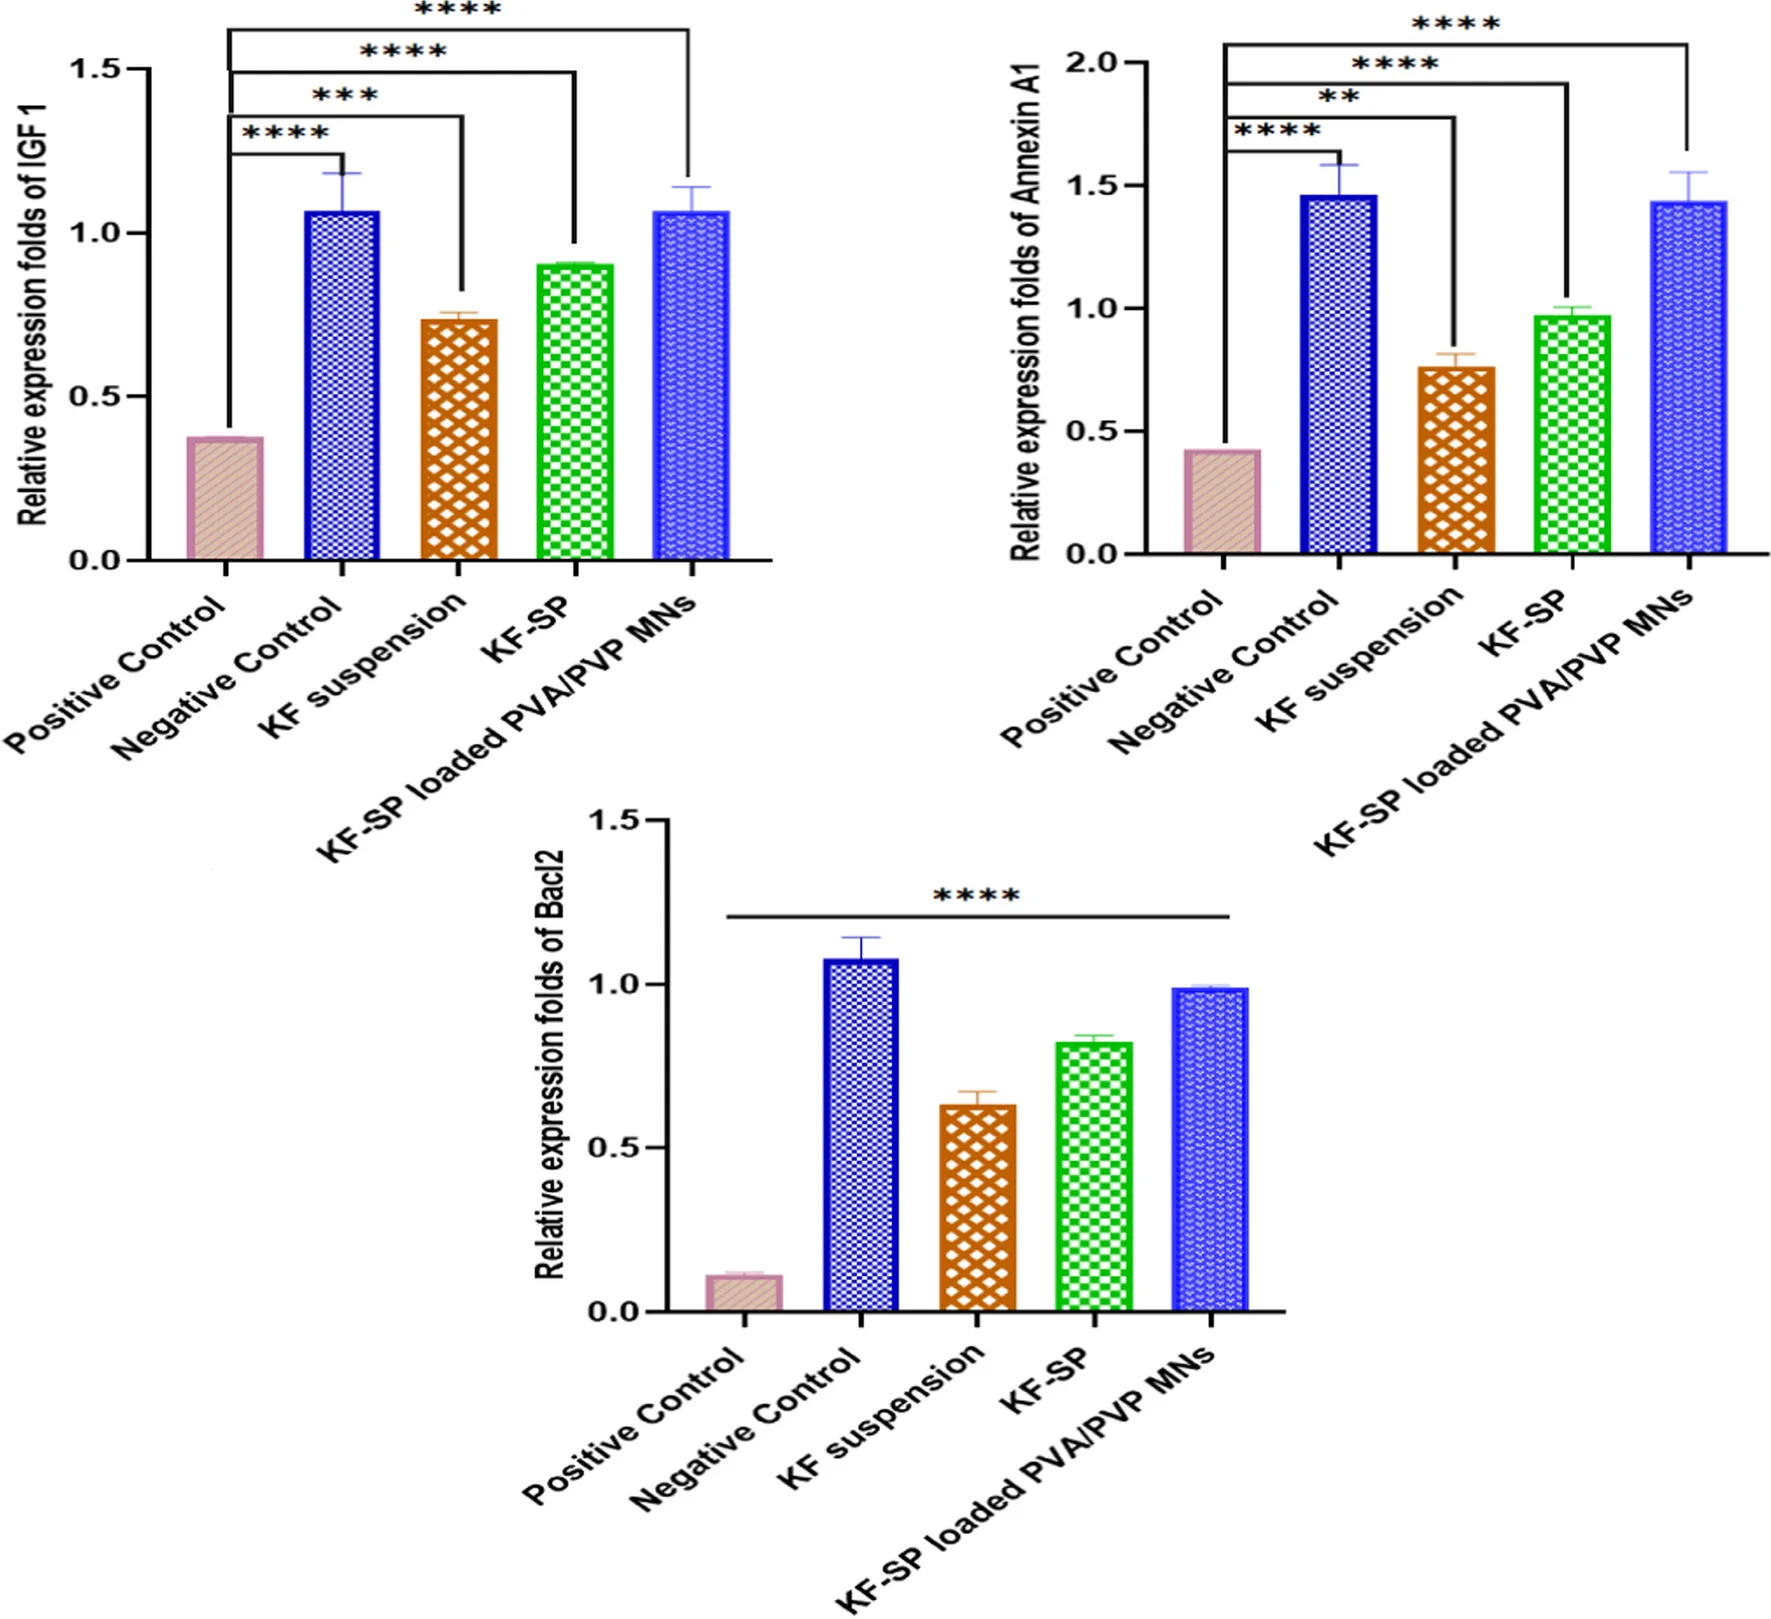 ****
****
***
****
1.5
1.0
0.5
0.0
Relative expression folds of IGF 1
Positive Control
Negative Control
KF suspension
KF-SP
KF-SP loaded PVA/PVP MNs
****
****
**
****
2.0
1.5
1.0
0.5
0.0
Relative expression folds of Annexin A1
Positive Control
Negative Control
KF suspension
KF-SP
KF-SP loaded PVA/PVP MNs
****
1.5
1.0
0.5
0.0
Relative expression folds of Bacl2
Positive Control
Negative Control
KF suspension
KF-SP
KF-SP loaded PVA/PVP MNs